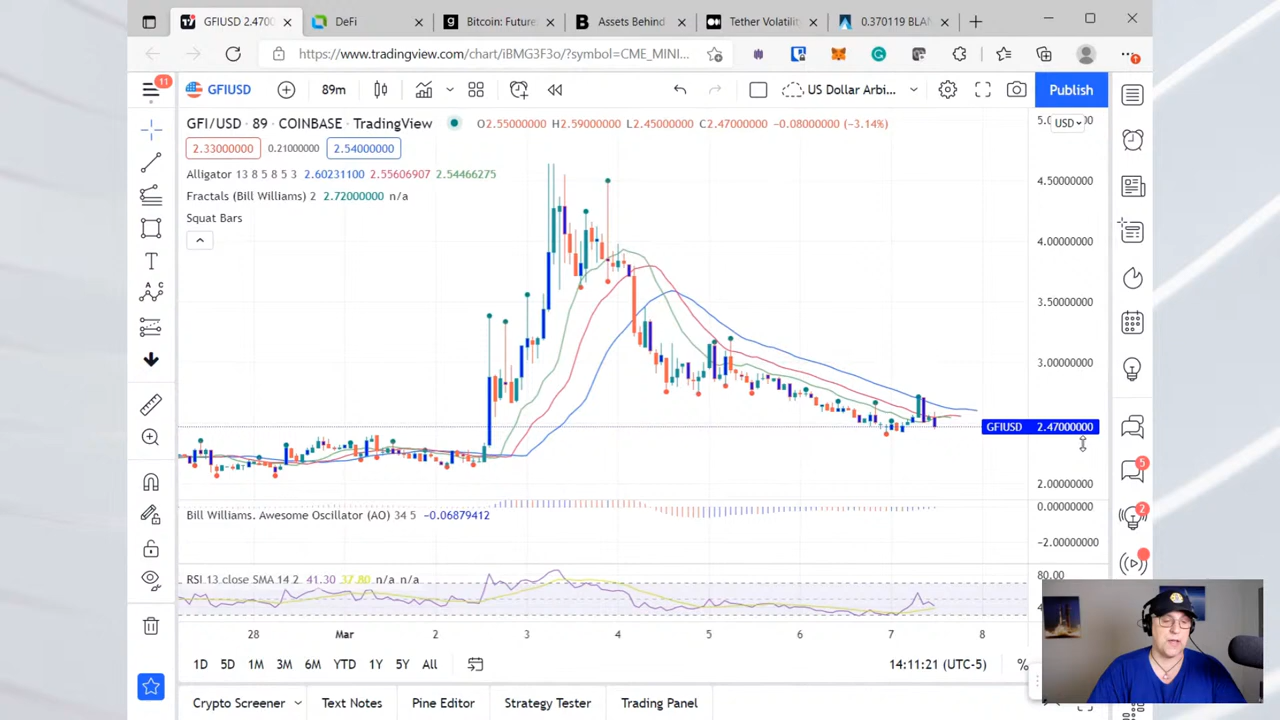 GFIUSD 2.4700
DeFi
Bitcoin: Future
Assets Behind
Tether Volatilit
0.370119 BLAN
https://www.tradingview.com/chart/iBMG3F3o/?symbol=CME_MINI...
11
GFIUSD
89m
US Dollar Arbi...
Publish
GFI/USD · 89 · COINBASE · TradingView
O2.55000000 H2.59000000 L2.45000000 C2.47000000 −0.08000000 (−3.14%)
USD
2.33000000
0.21000000
2.54000000
Alligator 13 8 5 8 5 3 2.60231100 2.55606907 2.54466275
Fractals (Bill Williams) 2 2.72000000 n/a
Squat Bars
4.50000000
4.00000000
3.50000000
3.00000000
GFIUSD 2.47000000
2.00000000
Bill Williams. Awesome Oscillator (AO) 34 5 −0.06879412
0.00000000
−2.00000000
RSI 13 close SMA 14 2 41.30 37.80 n/a n/a
80.00
28 Mar 2 3 4 5 6 7 8
1D 5D 1M 3M 6M YTD 1Y 5Y All
14:11:21 (UTC-5)
%
Crypto Screener
Text Notes
Pine Editor
Strategy Tester
Trading Panel
5
2